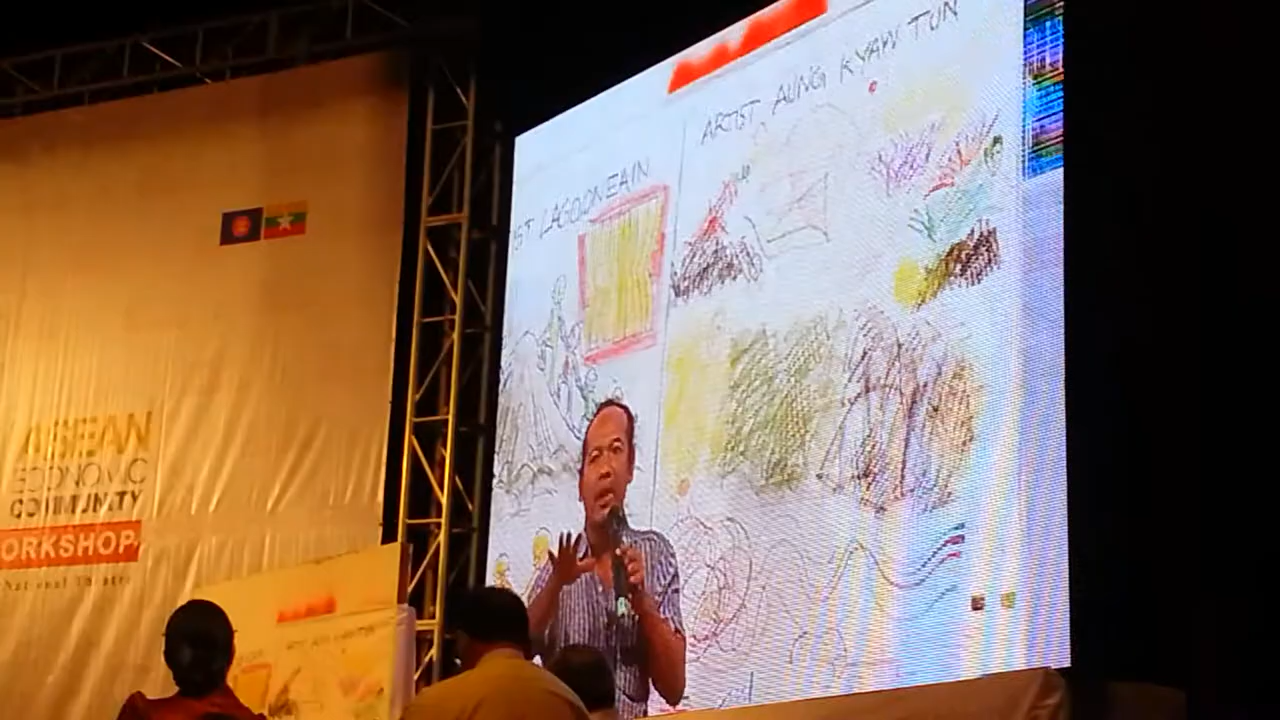 ASEAN
ECONOMIC
COMMUNITY
ORKSHOP
ST LAGOONEAIN
ARTIST, AUNG KYAW TUN